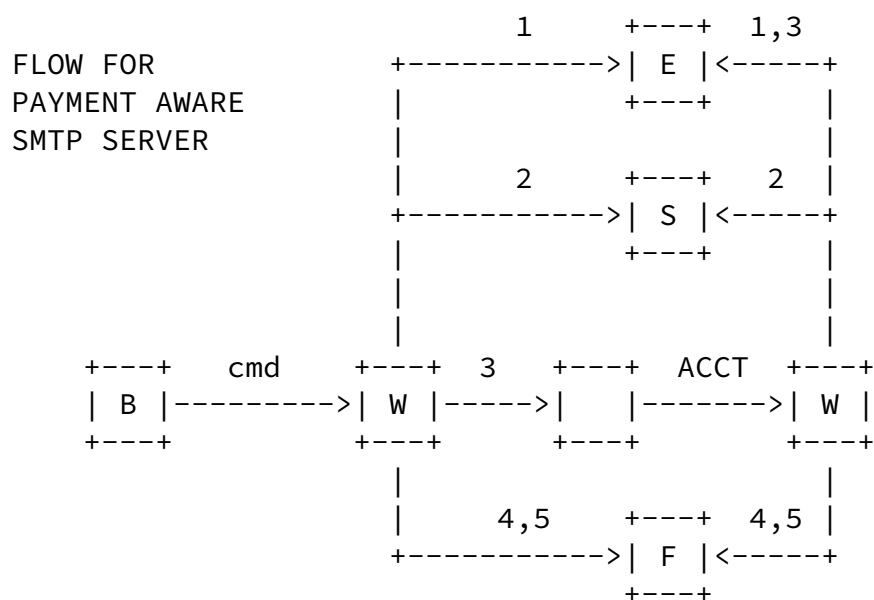 1 +---+ 1,3
FLOW FOR +----------->| E |<-----+
PAYMENT AWARE | +---+ |
SMTP SERVER | |
| 2 +---+ 2 |
+----------->| S |<-----+
| +---+ |
| |
| |
+---+ cmd +---+ 3 +---+ ACCT +---+
| B |--------->| W |----->| |------->| W |
+---+ +---+ +---+ +---+
| |
| 4,5 +---+ 4,5 |
+----------->| F |<-----+
+---+